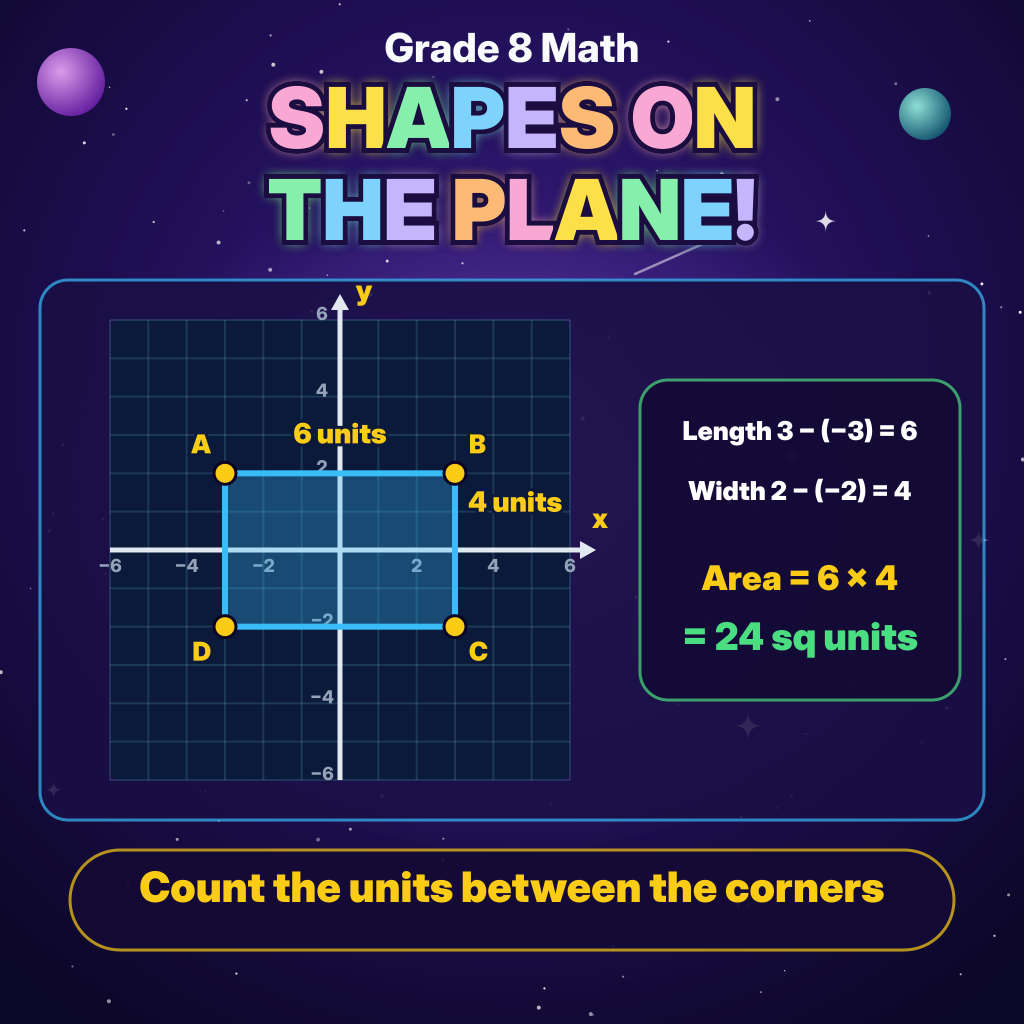 Grade 8 Math
SHAPES ON
THE PLANE!
y
6
4
6 units
A
B
2
4 units
x
−6
−4
−2
2
4
6
−2
D
C
−4
−6
Length 3 − (−3) = 6
Width 2 − (−2) = 4
Area = 6 × 4
= 24 sq units
Count the units between the corners